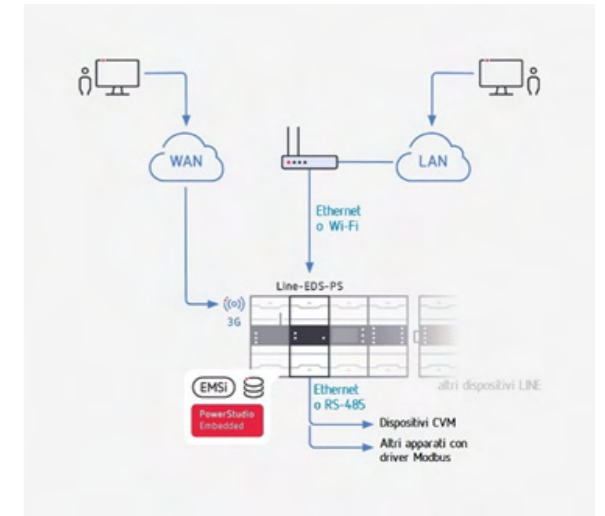 WAN
LAN
Ethernet
o Wi-Fi
Line-EDS-PS
3G
altri dispositivi LINE
EMSi
PowerStudio
Embedded
Ethernet
o RS-485
Dispositivi CVM
Altri apparati con
driver Modbus